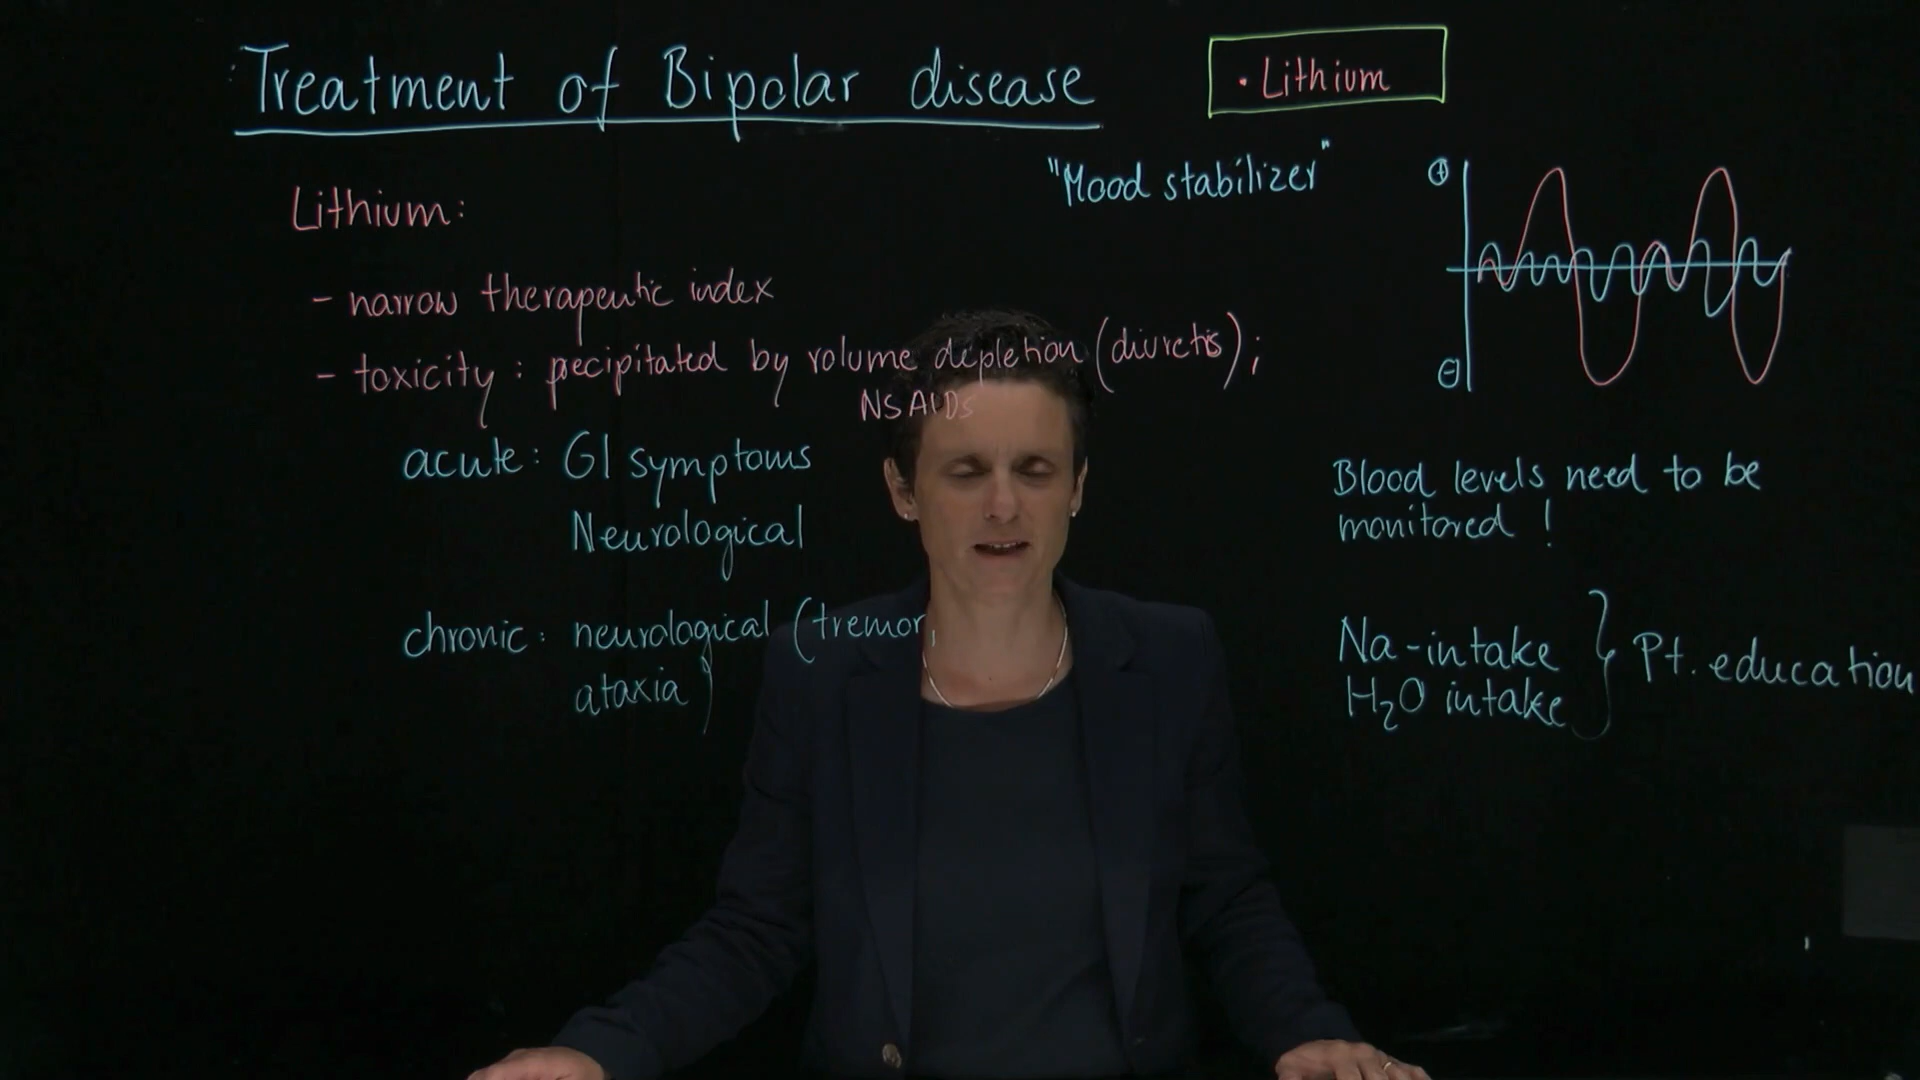 Treatment of Bipolar disease
• Lithium
"Mood stabilizer"
Lithium:
- narrow therapeutic index
- toxicity: precipitated by volume depletion (diuretis);
NSAIDs
acute: GI symptoms
Neurological
chronic: neurological (tremor,
ataxia)
+
-
Blood levels need to be
monitored!
Na-intake
H₂O intake
} Pt. education